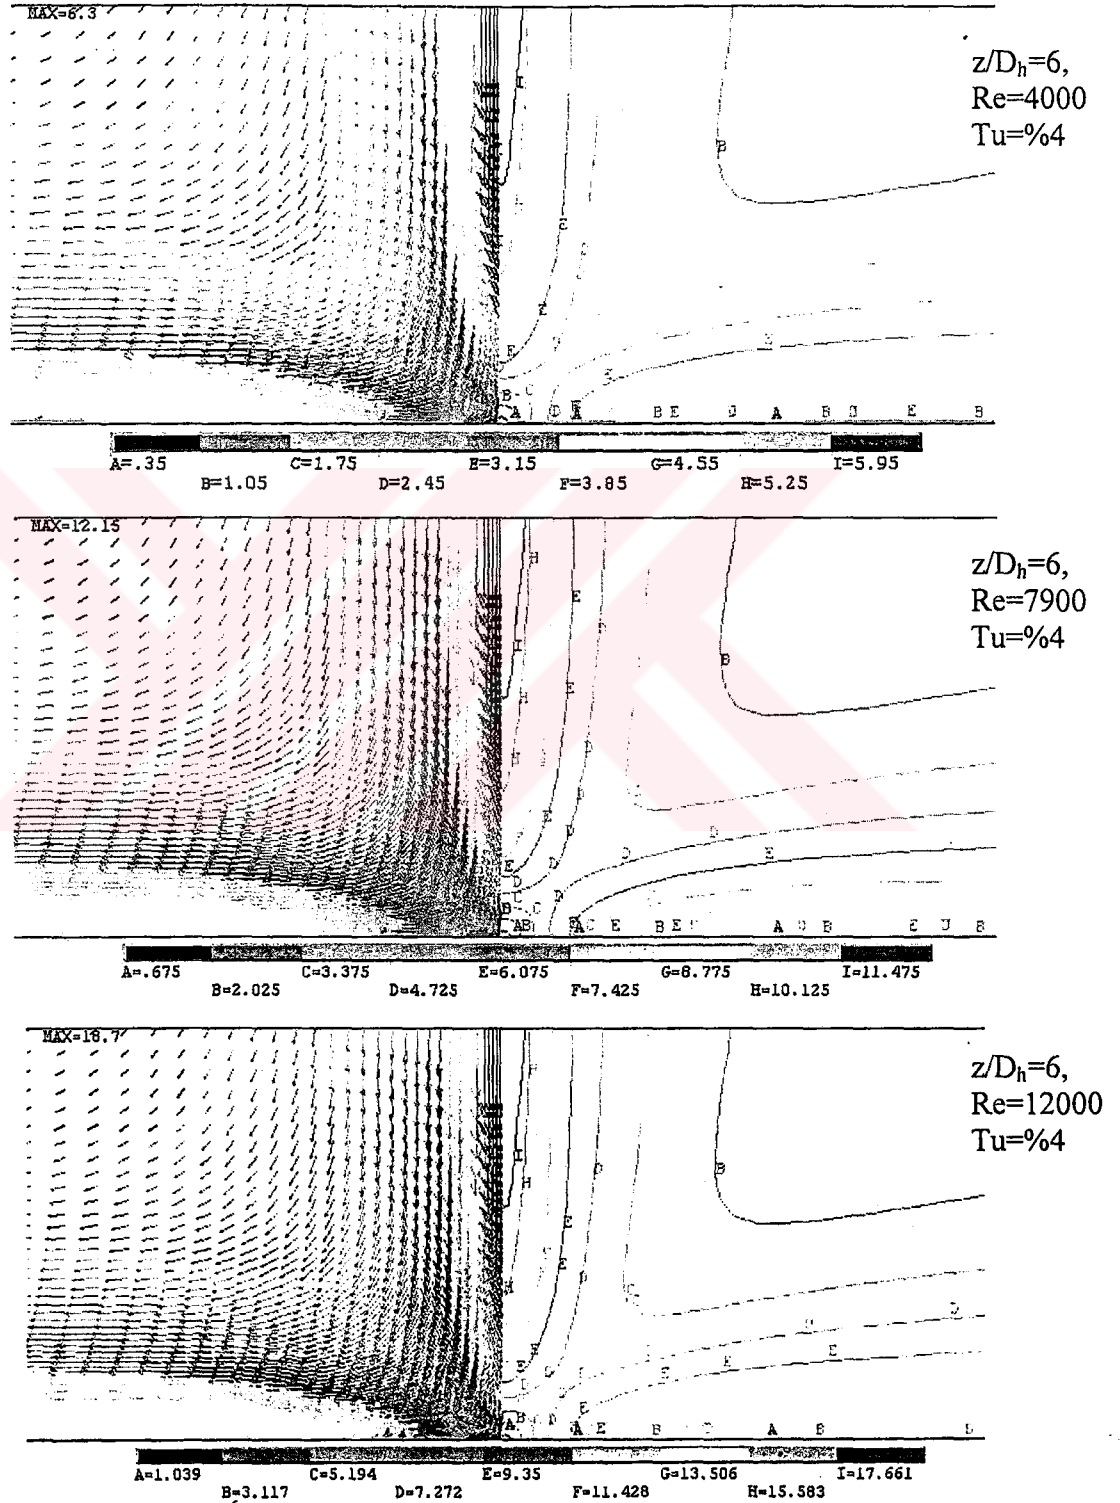 MAX=6.3
z/Dh=6,
Re=4000
Tu=%4
I
B
E
E
E
B
C
A D A B E A B E B
A=.35 C=1.75 E=3.15 G=4.55 I=5.95
B=1.05 D=2.45 F=3.85 H=5.25
MAX=12.15
z/Dh=6,
Re=7900
Tu=%4
H
E
I
B
E
H
H
D
D
E
D
D
D
E
E
D
D
B
C
AB A E B E A B E B
A=.675 C=3.375 E=6.075 G=8.775 I=11.475
B=2.025 D=4.725 F=7.425 H=10.125
MAX=18.7
z/Dh=6,
Re=12000
Tu=%4
H
I
D
B
H
E
E
D
H
C
E
E
E
E
E
A B D A E B A B
A=1.039 C=5.194 E=9.35 G=13.506 I=17.661
B=3.117 D=7.272 F=11.428 H=15.583